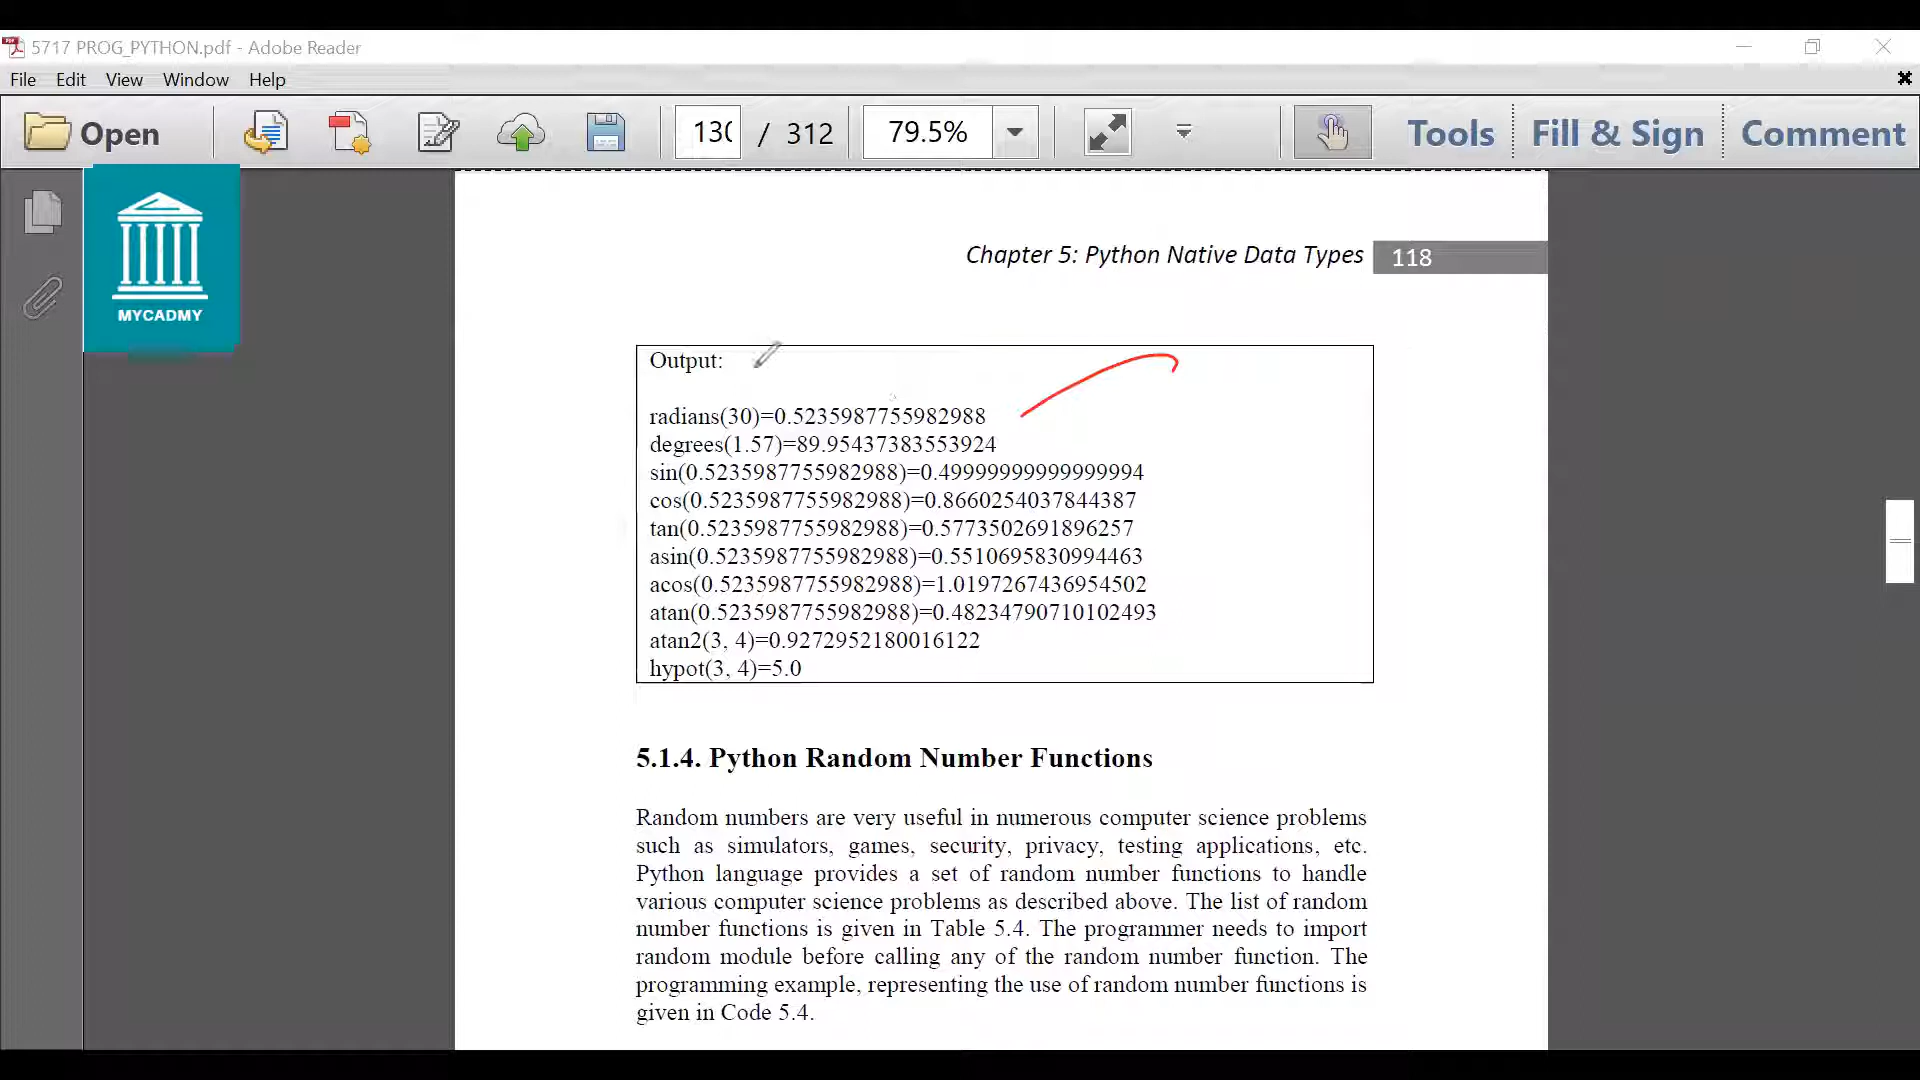 5717 PROG_PYTHON.pdf - Adobe Reader
File Edit View Window Help
Open 130 / 312 79.5% Tools Fill & Sign Comment
MYCADMY
Chapter 5: Python Native Data Types 118
Output:
radians(30)=0.5235987755982988
degrees(1.57)=89.95437383553924
sin(0.5235987755982988)=0.49999999999999994
cos(0.5235987755982988)=0.8660254037844387
tan(0.5235987755982988)=0.5773502691896257
asin(0.5235987755982988)=0.5510695830994463
acos(0.5235987755982988)=1.0197267436954502
atan(0.5235987755982988)=0.48234790710102493
atan2(3, 4)=0.9272952180016122
hypot(3, 4)=5.0
5.1.4. Python Random Number Functions
Random numbers are very useful in numerous computer science problems
such as simulators, games, security, privacy, testing applications, etc.
Python language provides a set of random number functions to handle
various computer science problems as described above. The list of random
number functions is given in Table 5.4. The programmer needs to import
random module before calling any of the random number function. The
programming example, representing the use of random number functions is
given in Code 5.4.